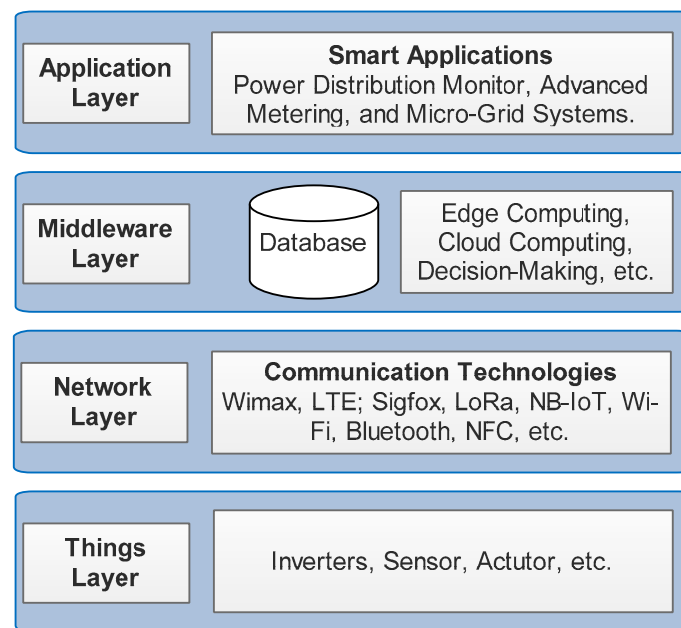 Application
Layer
Smart Applications
Power Distribution Monitor, Advanced
Metering, and Micro-Grid Systems.
Middleware
Layer
Database
Edge Computing,
Cloud Computing,
Decision-Making, etc.
Network
Layer
Communication Technologies
Wimax, LTE; Sigfox, LoRa, NB-IoT, Wi-
Fi, Bluetooth, NFC, etc.
Things
Layer
Inverters, Sensor, Actutor, etc.